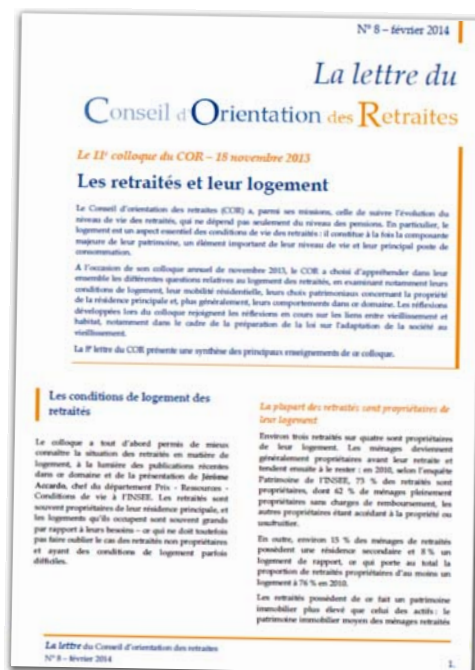 N° 8 – février 2014
La lettre du
Conseil d'Orientation des Retraites
Le 11e colloque du COR – 18 novembre 2013
Les retraités et leur logement
Le Conseil d'orientation des retraites (COR) a, parmi ses missions, celle de suivre l'évolution du
niveau de vie des retraités, qui ne dépend pas seulement du niveau des pensions. En particulier, le
logement est un aspect essentiel des conditions de vie des retraités : il constitue à la fois la composante
majeure de leur patrimoine, un élément important de leur niveau de vie et leur principal poste de
consommation.
A l'occasion de son colloque annuel de novembre 2013, le COR a choisi d'appréhender dans leur
ensemble les différentes questions relatives au logement des retraités, en examinant notamment leurs
conditions de logement, leur mobilité résidentielle, leurs choix patrimoniaux concernant la propriété
de la résidence principale et, plus généralement, leurs comportements dans ce domaine. Les réflexions
développées lors du colloque rejoignent les réflexions en cours sur les liens entre vieillissement et
habitat, notamment dans le cadre de la préparation de la loi sur l'adaptation de la société au
vieillissement.
La 8e lettre du COR présente une synthèse des principaux enseignements de ce colloque.
Les conditions de logement des
retraités
Le colloque a tout d'abord permis de mieux
connaître la situation des retraités en matière de
logement, à la lumière des publications récentes
dans ce domaine et de la présentation de Jérôme
Accardo, chef du département Prix - Ressources -
Conditions de vie à l'INSEE. Les retraités sont
souvent propriétaires de leur résidence principale, et
les logements qu'ils occupent sont souvent grands
par rapport à leurs besoins – ce qui ne doit toutefois
pas faire oublier le cas des retraités non propriétaires
et ayant des conditions de logement parfois
difficiles.
La plupart des retraités sont propriétaires de
leur logement
Environ trois retraités sur quatre sont propriétaires
de leur logement. Les ménages deviennent
généralement propriétaires avant leur retraite et
tendent ensuite à le rester : en 2010, selon l'enquête
Patrimoine de l'INSEE, 73 % des retraités sont
propriétaires, dont 62 % de ménages pleinement
propriétaires sans charges de remboursement, les
autres propriétaires étant accédant à la propriété ou
usufruitier.
En outre, environ 15 % des ménages de retraités
possèdent une résidence secondaire et 8 % un
logement de rapport, ce qui porte au total la
proportion de retraités propriétaires d'au moins un
logement à 76 % en 2010.
Les retraités possèdent de ce fait un patrimoine
immobilier plus élevé que celui des actifs : le
patrimoine immobilier moyen des ménages retraités
La lettre du Conseil d'orientation des retraites
N° 8 – février 2014
1.